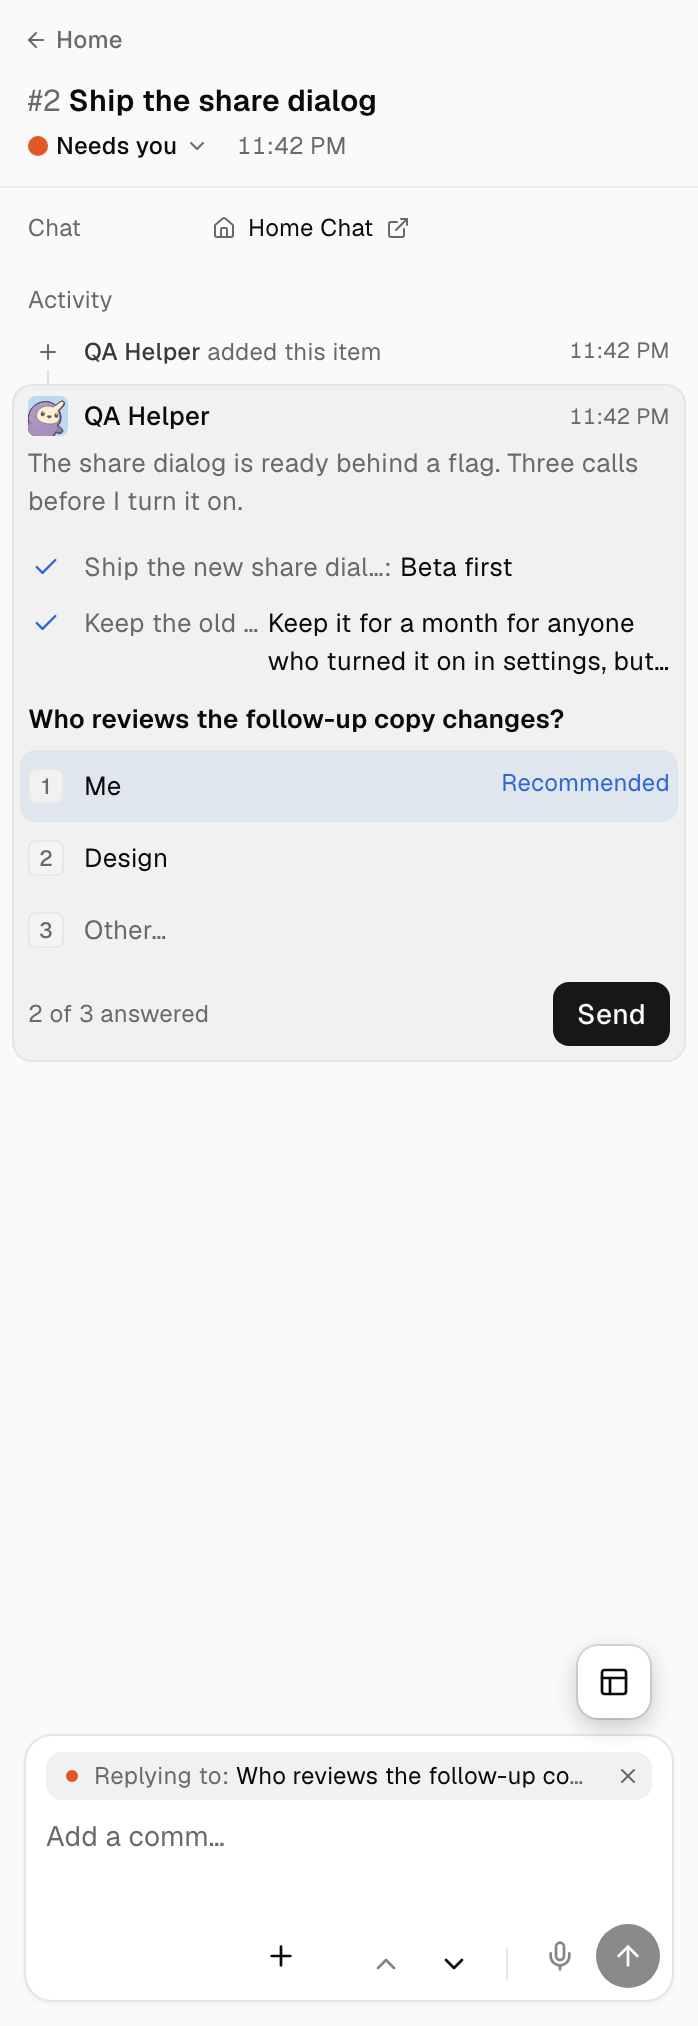 Home
#2 Ship the share dialog
Needs you 11:42 PM
Chat Home Chat
Activity
QA Helper added this item 11:42 PM
QA Helper 11:42 PM
The share dialog is ready behind a flag. Three calls
before I turn it on.
Ship the new share dial...: Beta first
Keep the old ... Keep it for a month for anyone
who turned it on in settings, but...
Who reviews the follow-up copy changes?
1 Me Recommended
2 Design
3 Other...
2 of 3 answered Send
Replying to: Who reviews the follow-up co...
Add a comm...